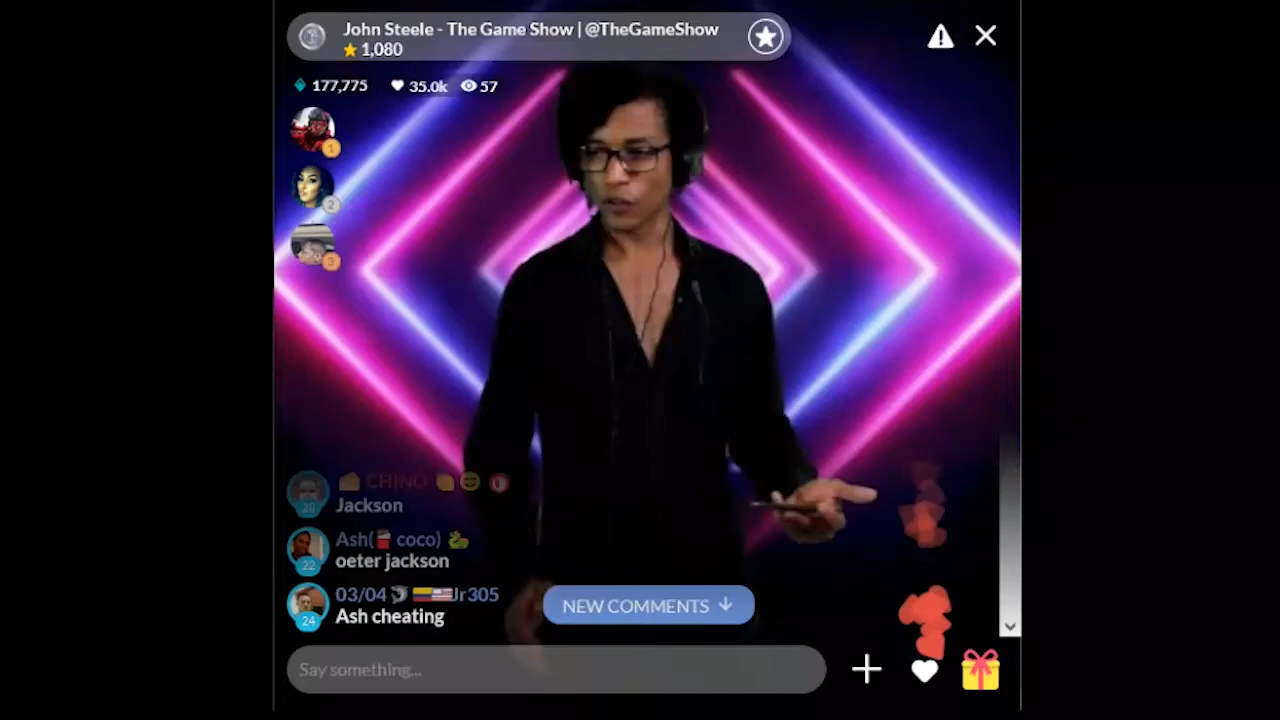 John Steele - The Game Show | @TheGameShow
1,080
177,775 35.0k 57
1
2
3
CHINO
28
Jackson
Ash( coco)
22
oeter jackson
03/04 Jr305
24
Ash cheating
NEW COMMENTS
Say something...